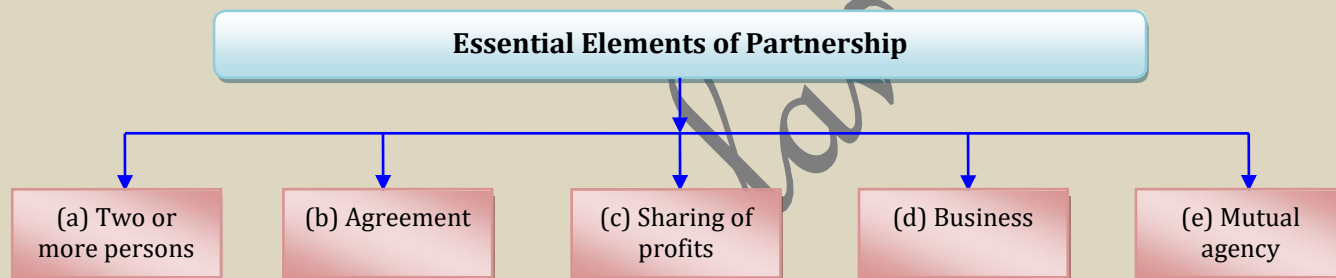 Essential Elements of Partnership
(a) Two or
more persons
(b) Agreement
(c) Sharing of
profits
(d) Business
(e) Mutual
agency